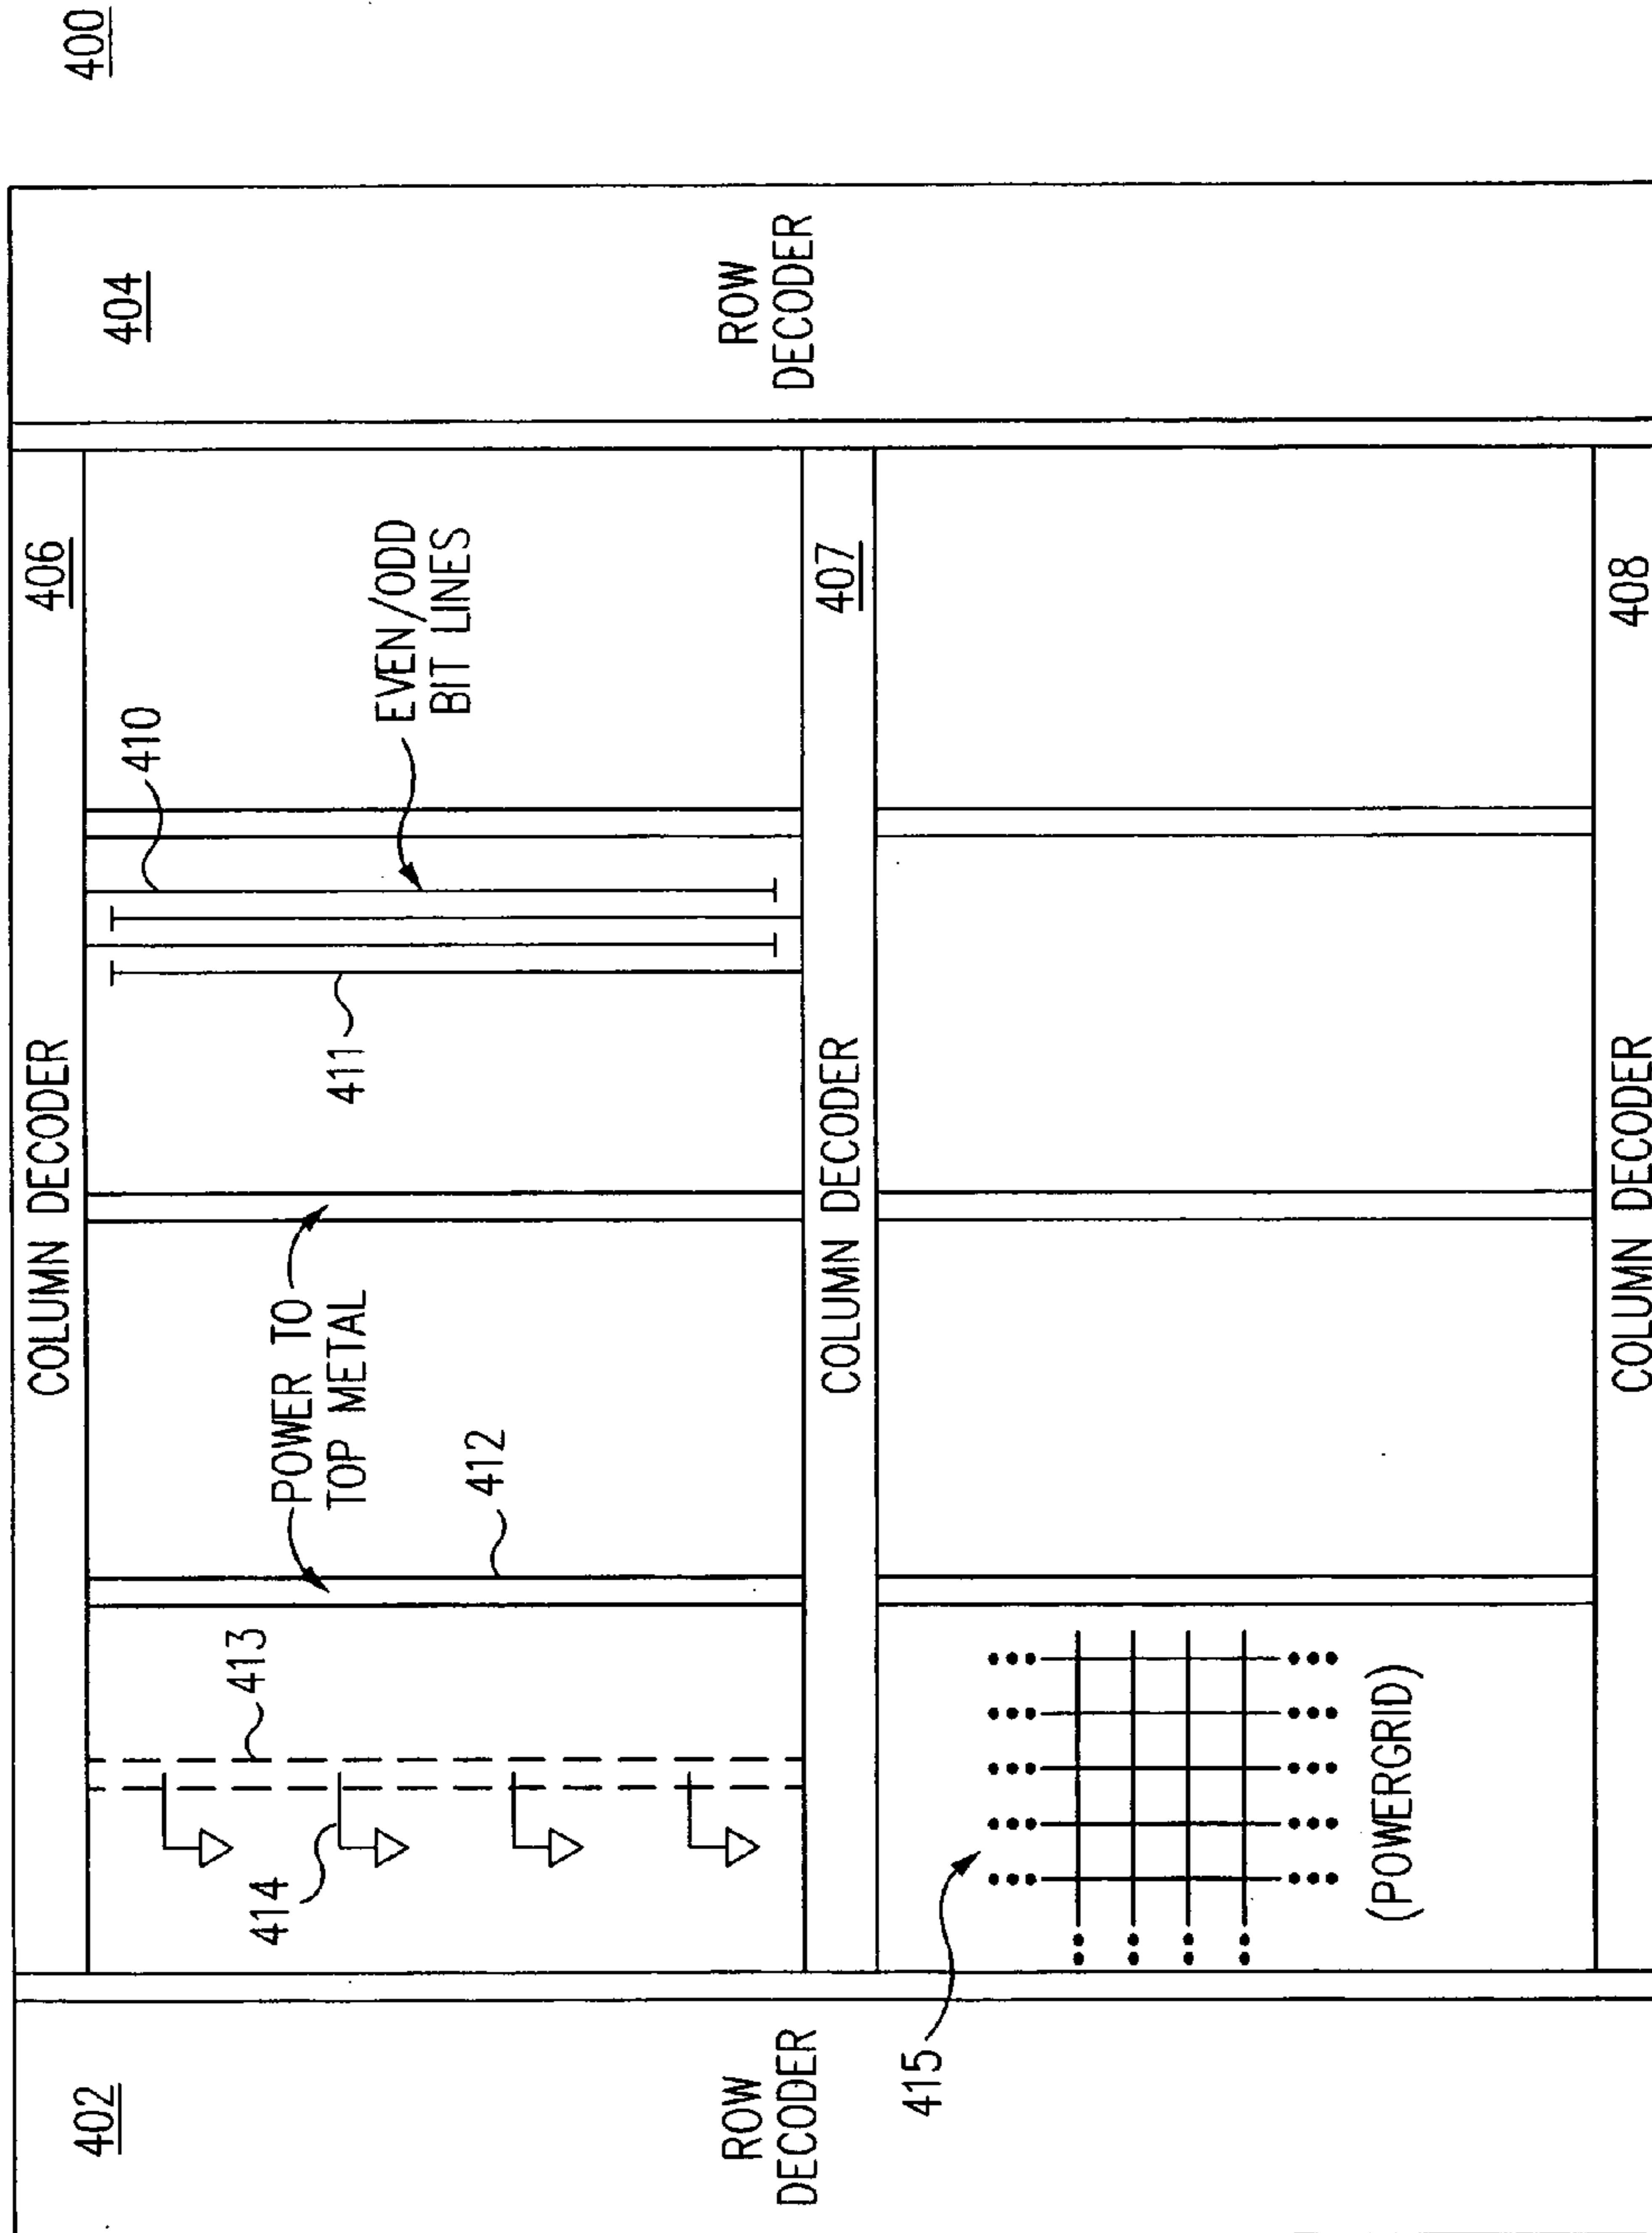 400
402
404
ROW
DECODER
ROW
DECODER
COLUMN DECODER
406
413
414
POWER TO
TOP METAL
412
410
411
EVEN/ODD
BIT LINES
COLUMN DECODER
407
415
(POWERGRID)
COLUMN DECODER
408